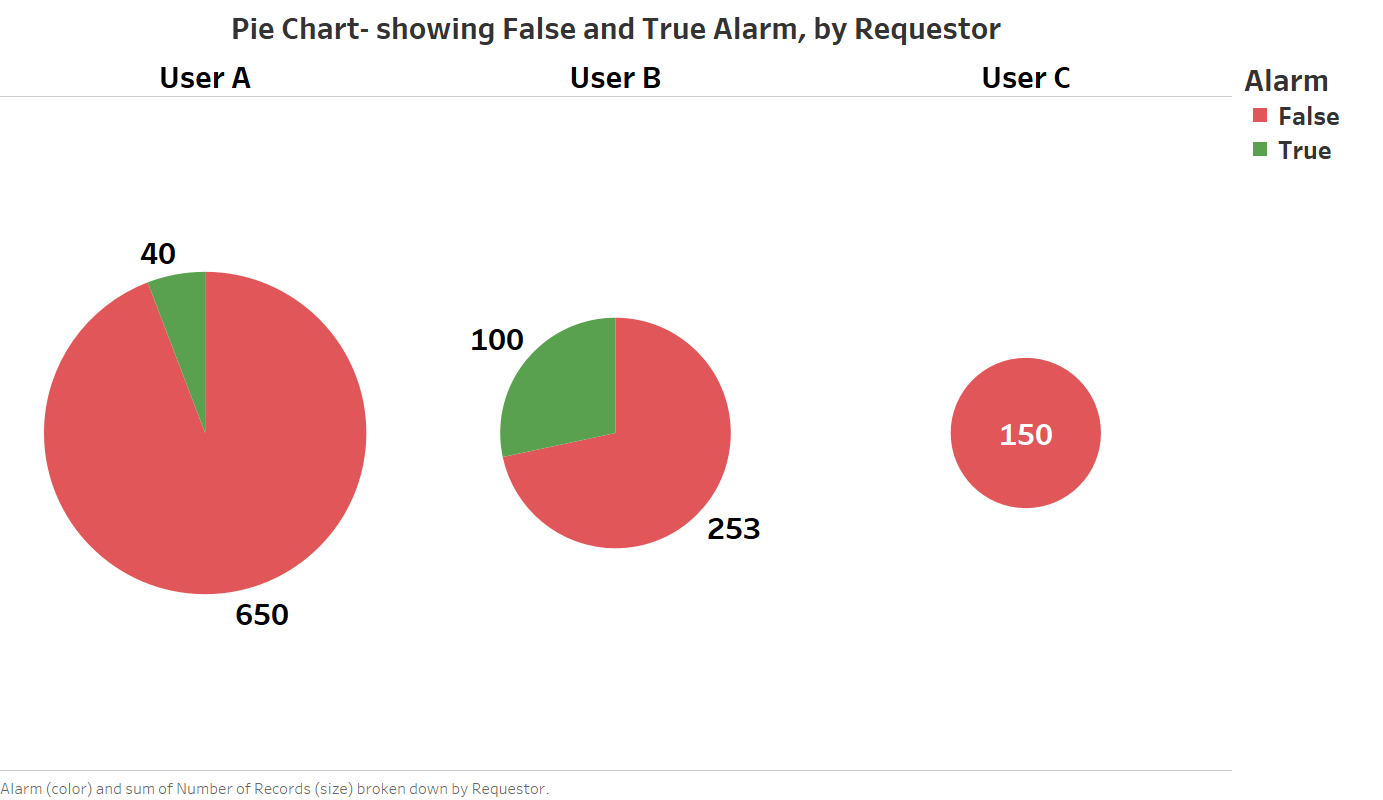 Pie Chart- showing False and True Alarm, by Requestor
User A
User B
User C
Alarm
False
True
40
650
100
253
150
Alarm (color) and sum of Number of Records (size) broken down by Requestor.